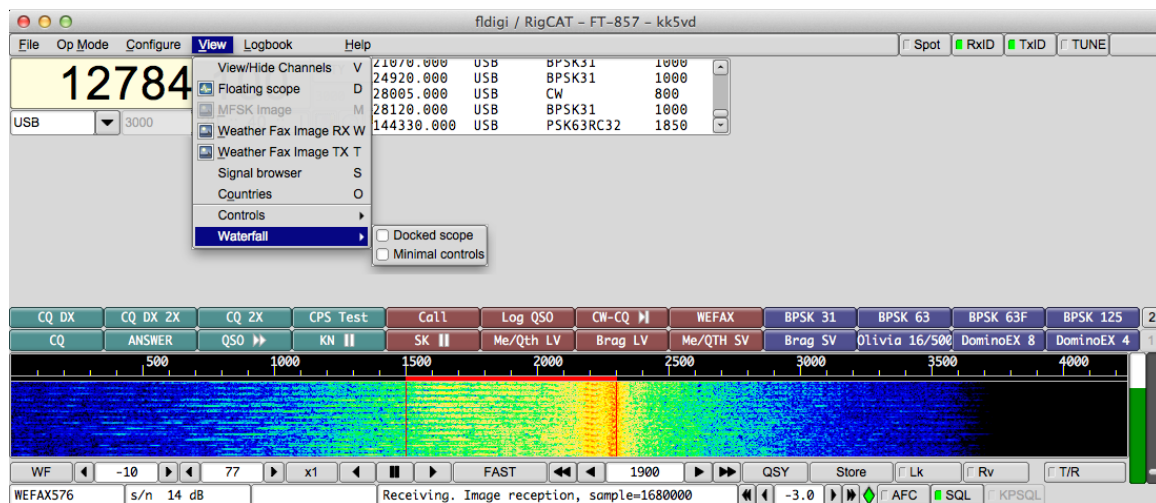 fldigi / RigCAT - FT-857 - kk5vd
File Op Mode Configure View Logbook Help Spot RxID TxID TUNE
12784
USB 3000
View/Hide Channels V
Floating scope D
MFSK Image M
Weather Fax Image RX W
Weather Fax Image TX T
Signal browser S
Countries O
Controls
Waterfall
Docked scope
Minimal controls
21070.000 USB BPSK31 1000
24920.000 USB BPSK31 1000
28005.000 USB CW 800
28120.000 USB BPSK31 1000
144330.000 USB PSK63RC32 1850
CQ DX CQ DX 2X CQ 2X CPS Test Call Log QSO CW-CQ WEFAX BPSK 31 BPSK 63 BPSK 63F BPSK 125 2
CQ ANSWER QSO KN SK Me/Qth LV Brag LV Me/QTH SV Brag SV Olivia 16/500 DominoEX 8 DominoEX 4 1
500 1000 1500 2000 2500 3000 3500 4000
WF -10 77 x1 FAST 1900 QSY Store Lk Rv T/R
WEFAX576 s/n 14 dB Receiving. Image reception, sample=1680000 -3.0 AFC SQL KPSQL